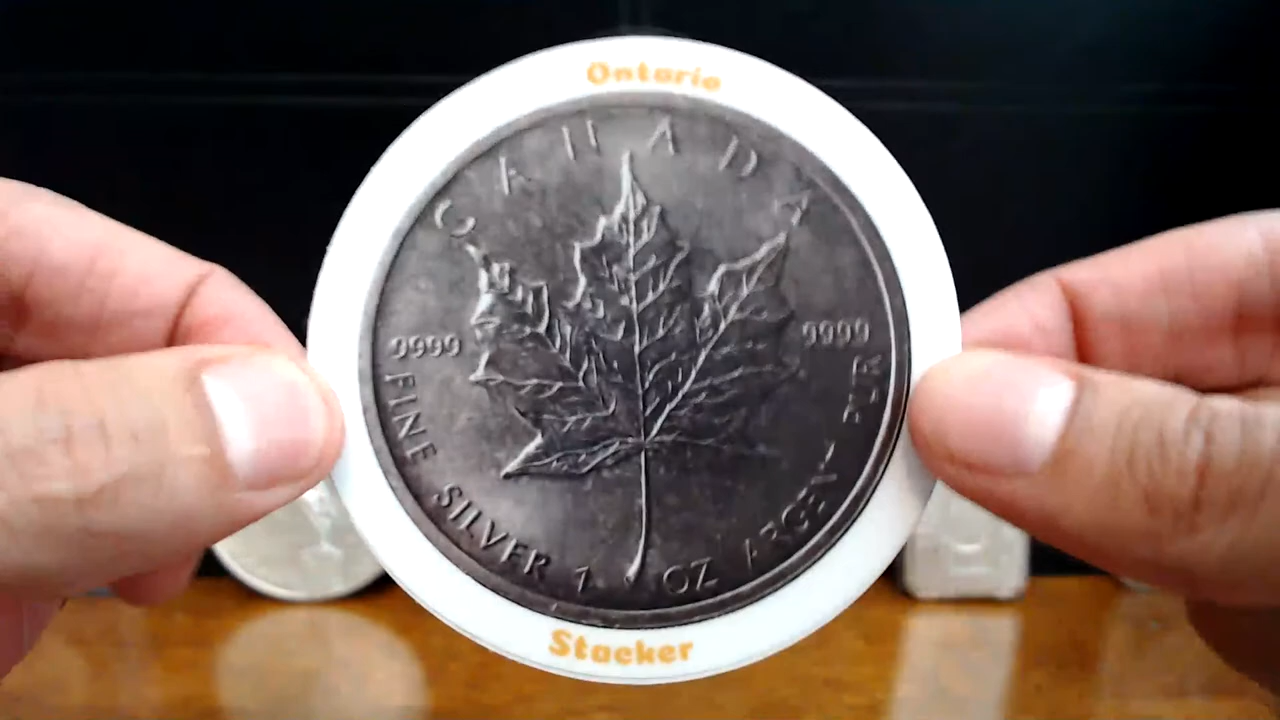 Ontario
CANADA
9999 9999
FINE SILVER 1 OZ ARGENT PUR
Stacker